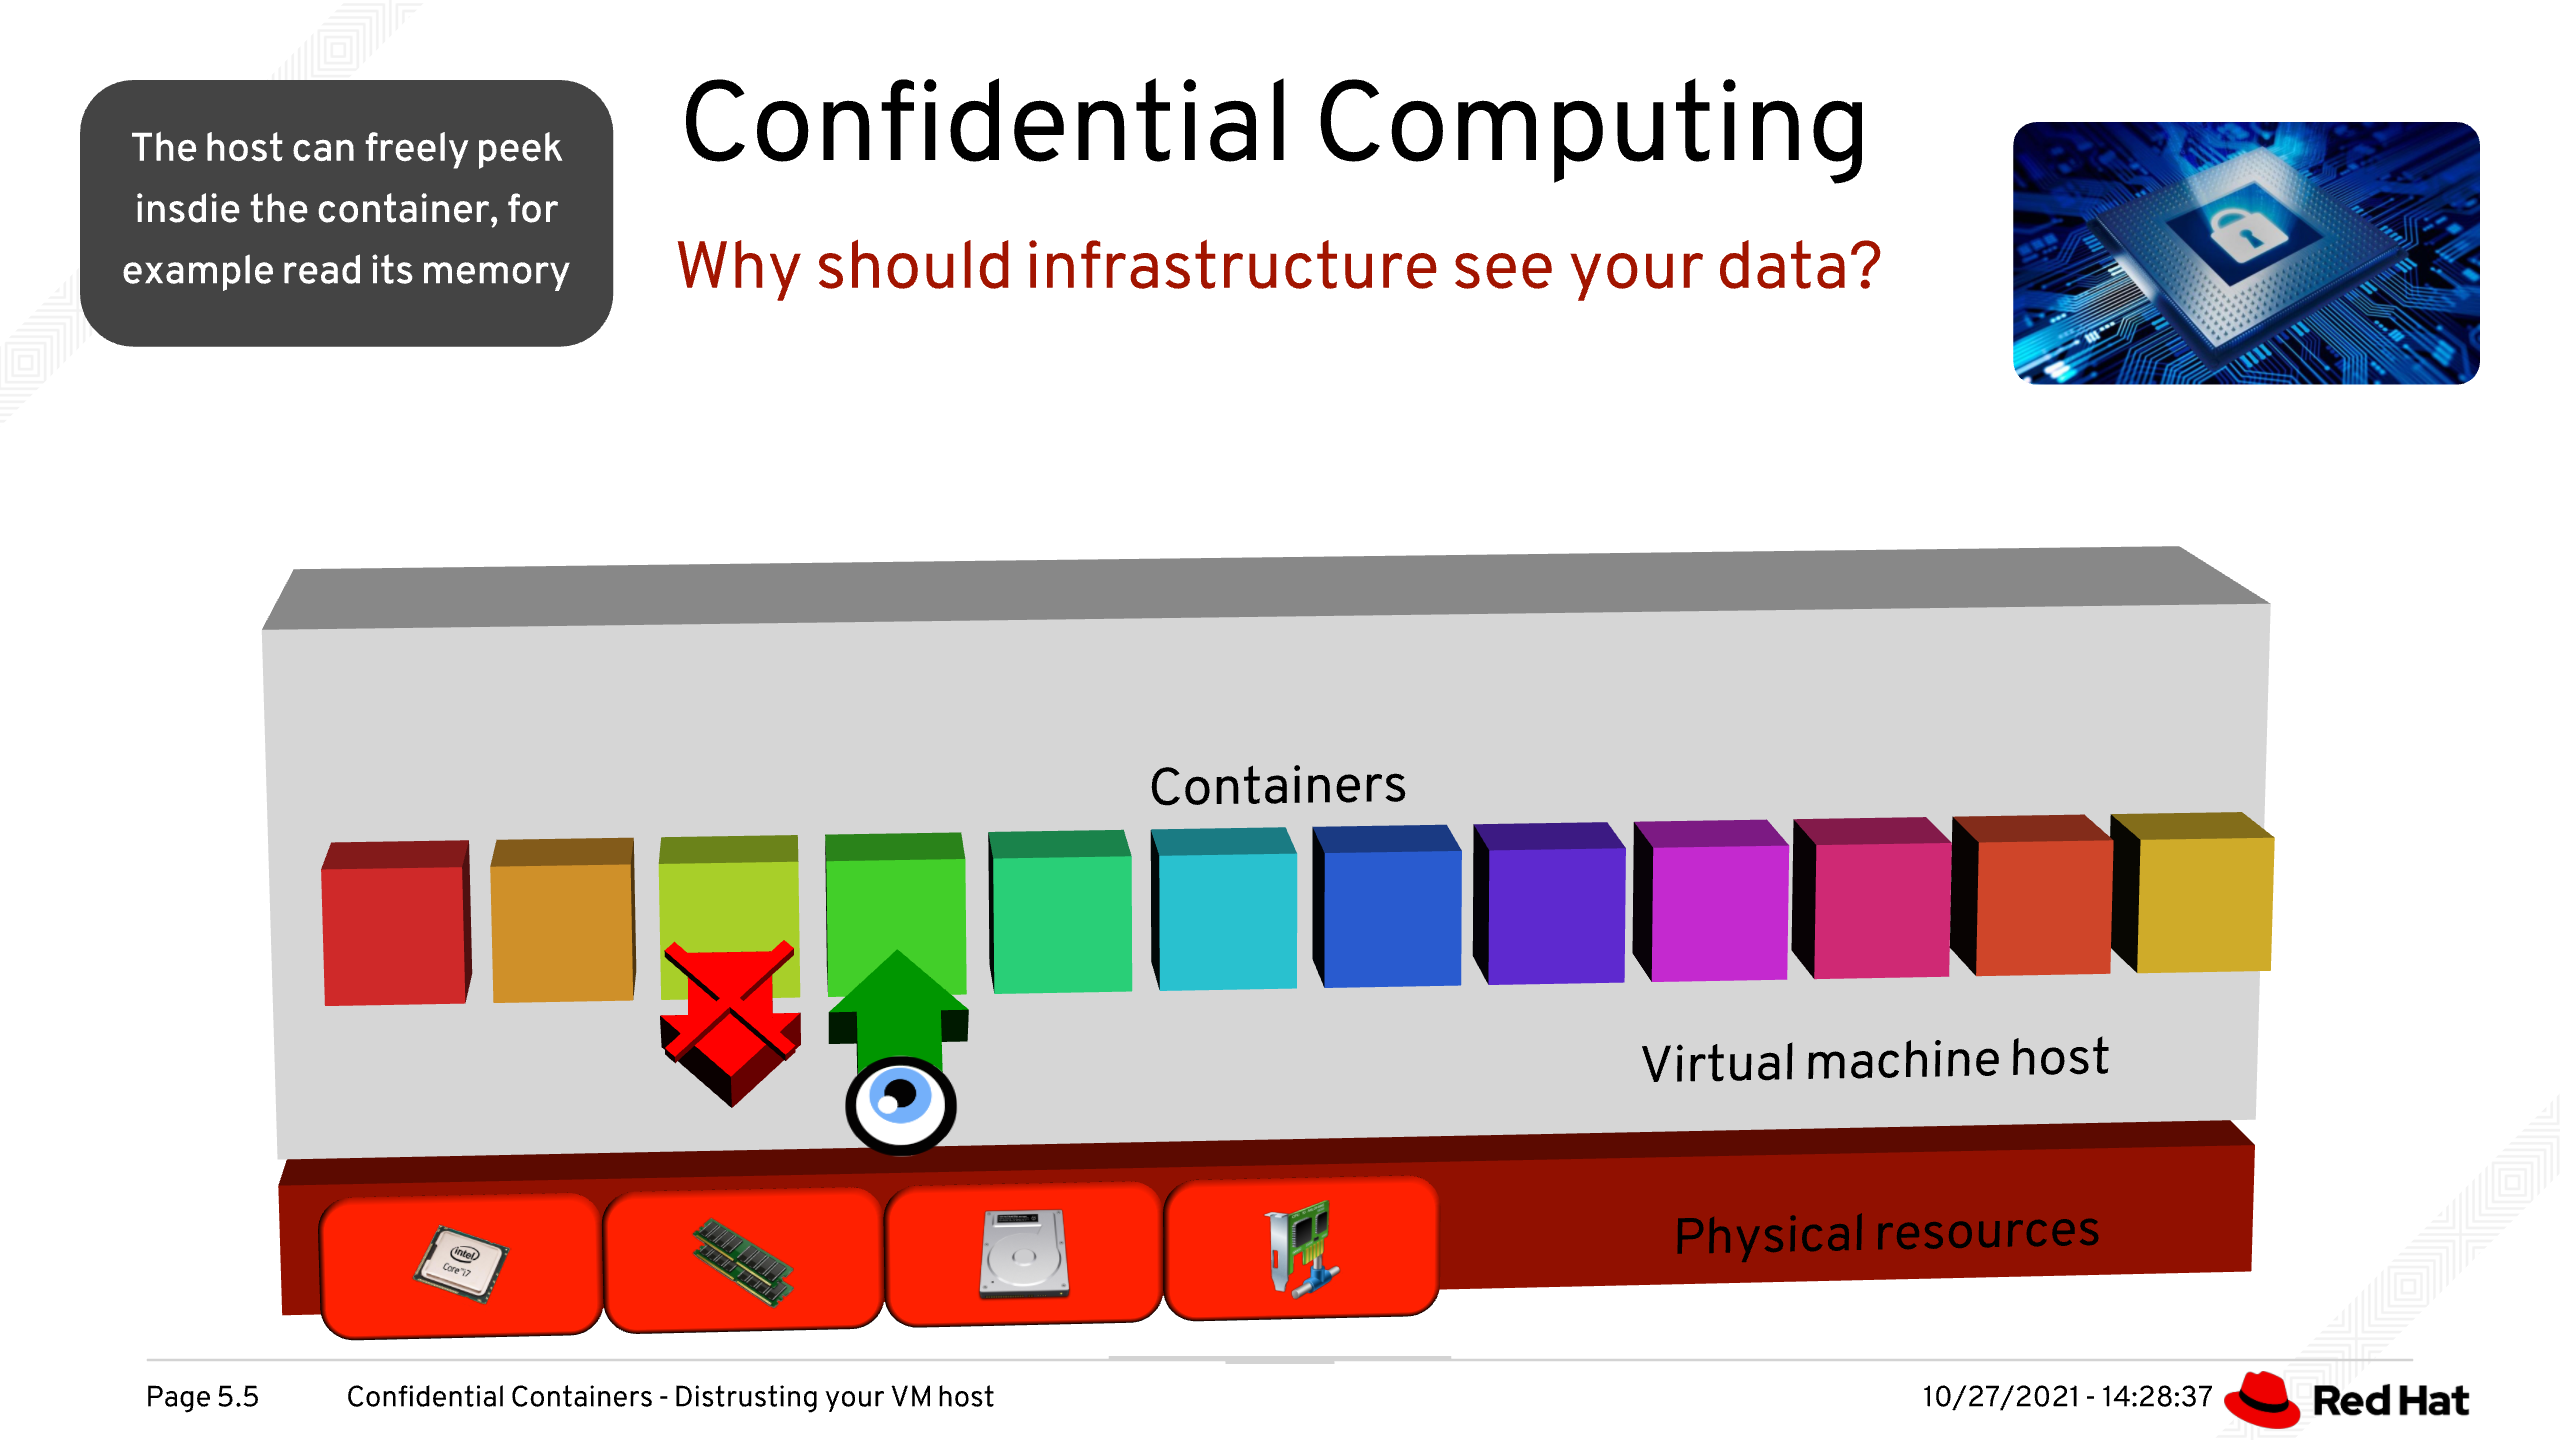 The host can freely peek
insdie the container, for
example read its memory
Confidential Computing
Why should infrastructure see your data?
Containers
Virtual machine host
Physical resources
intel
Core i7
Page 5.5
Confidential Containers - Distrusting your VM host
10/27/2021 - 14:28:37
Red Hat